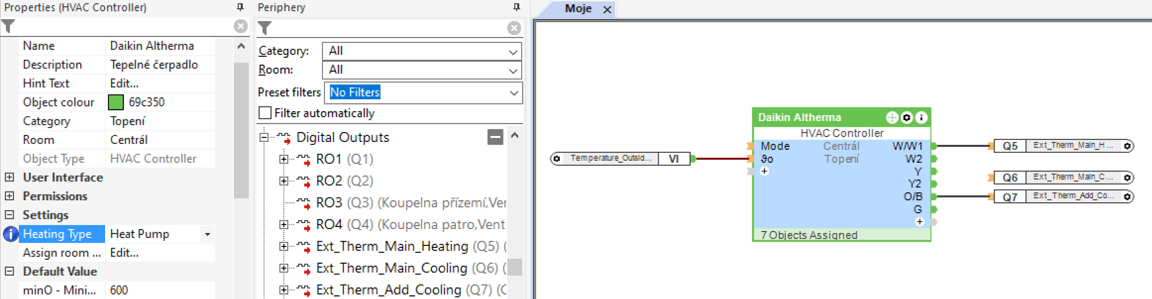 Properties (HVAC Controller)
Name Daikin Altherma
Description Tepelné čerpadlo
Hint Text Edit...
Object colour 69c350
Category Topení
Room Centrál
Object Type HVAC Controller
User Interface
Permissions
Settings
Heating Type Heat Pump
Assign room ... Edit...
Default Value
minO - Mini... 600
Periphery
Category: All
Room: All
Preset filters No Filters
Filter automatically
Digital Outputs
RO1 (Q1)
RO2 (Q2)
RO3 (Q3) (Koupelna přízemí,Ven
RO4 (Q4) (Koupelna patro,Vent
Ext_Therm_Main_Heating (Q5) (
Ext_Therm_Main_Cooling (Q6) (
Ext_Therm_Add_Cooling (Q7) (C
Moje
Temperature_Outsid... VI
Daikin Altherma
HVAC Controller
Mode Centrál W/W1
ϑo Topení W2
Y
Y2
O/B
G
7 Objects Assigned
Q5 Ext_Therm_Main_H...
Q6 Ext_Therm_Main_C...
Q7 Ext_Therm_Add_Co...